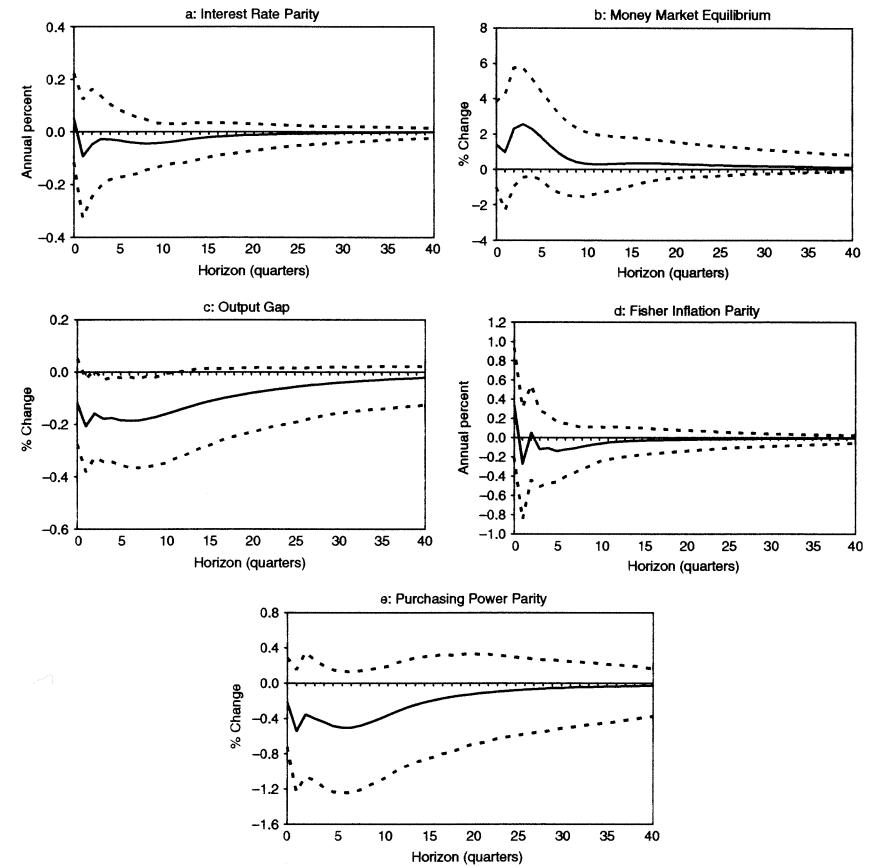 a: Interest Rate Parity
0.4
0.2
0.0
−0.2
−0.4
Annual percent
0 5 10 15 20 25 30 35 40
Horizon (quarters)
b: Money Market Equilibrium
8
6
4
2
0
−2
−4
% Change
0 5 10 15 20 25 30 35 40
Horizon (quarters)
c: Output Gap
0.2
0.0
−0.2
−0.4
−0.6
% Change
0 5 10 15 20 25 30 35 40
Horizon (quarters)
d: Fisher Inflation Parity
1.2
1.0
0.8
0.6
0.4
0.2
0.0
−0.2
−0.4
−0.6
−0.8
−1.0
Annual percent
0 5 10 15 20 25 30 35 40
Horizon (quarters)
e: Purchasing Power Parity
0.8
0.4
0.0
−0.4
−0.8
−1.2
−1.6
% Change
0 5 10 15 20 25 30 35 40
Horizon (quarters)